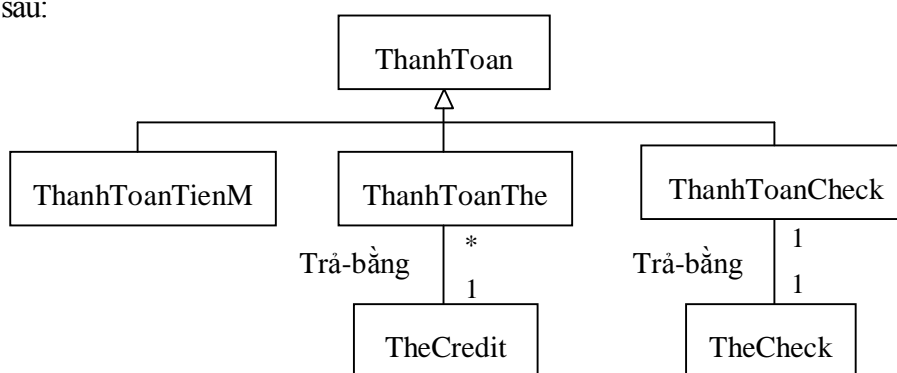 sau:
ThanhToan
ThanhToanTienM
ThanhToanThe
ThanhToanCheck
Trả-bằng
*
1
Trả-bằng
1
1
TheCredit
TheCheck